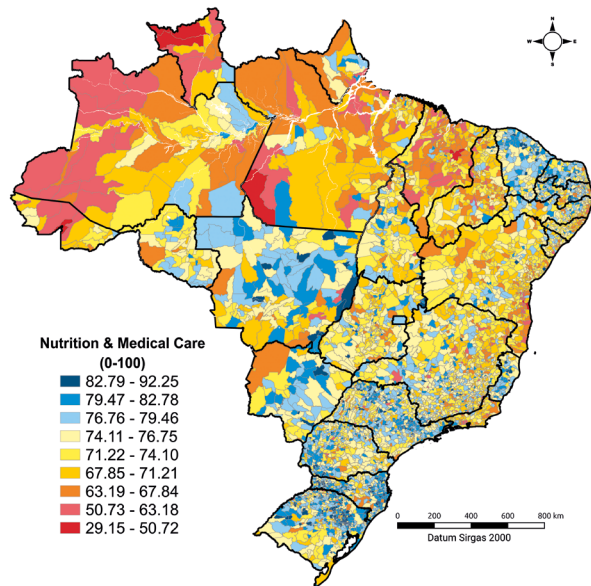 N
W E
S
Nutrition & Medical Care
(0-100)
82.79 - 92.25
79.47 - 82.78
76.76 - 79.46
74.11 - 76.75
71.22 - 74.10
67.85 - 71.21
63.19 - 67.84
50.73 - 63.18
29.15 - 50.72
0 200 400 600 800 km
Datum Sirgas 2000